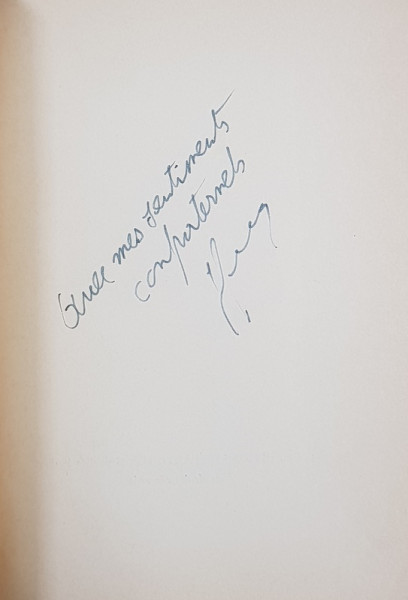 Avec mes sentiments
confraternels